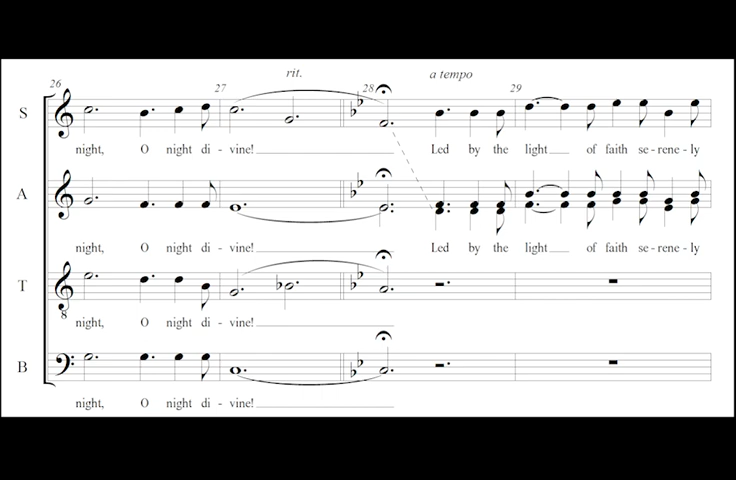 rit. a tempo
26 27 28 29
S
night, O night di - vine! Led by the light of faith se - rene - ly
A
night, O night di - vine! Led by the light of faith se - rene - ly
T
8
night, O night di - vine!
B
night, O night di - vine!